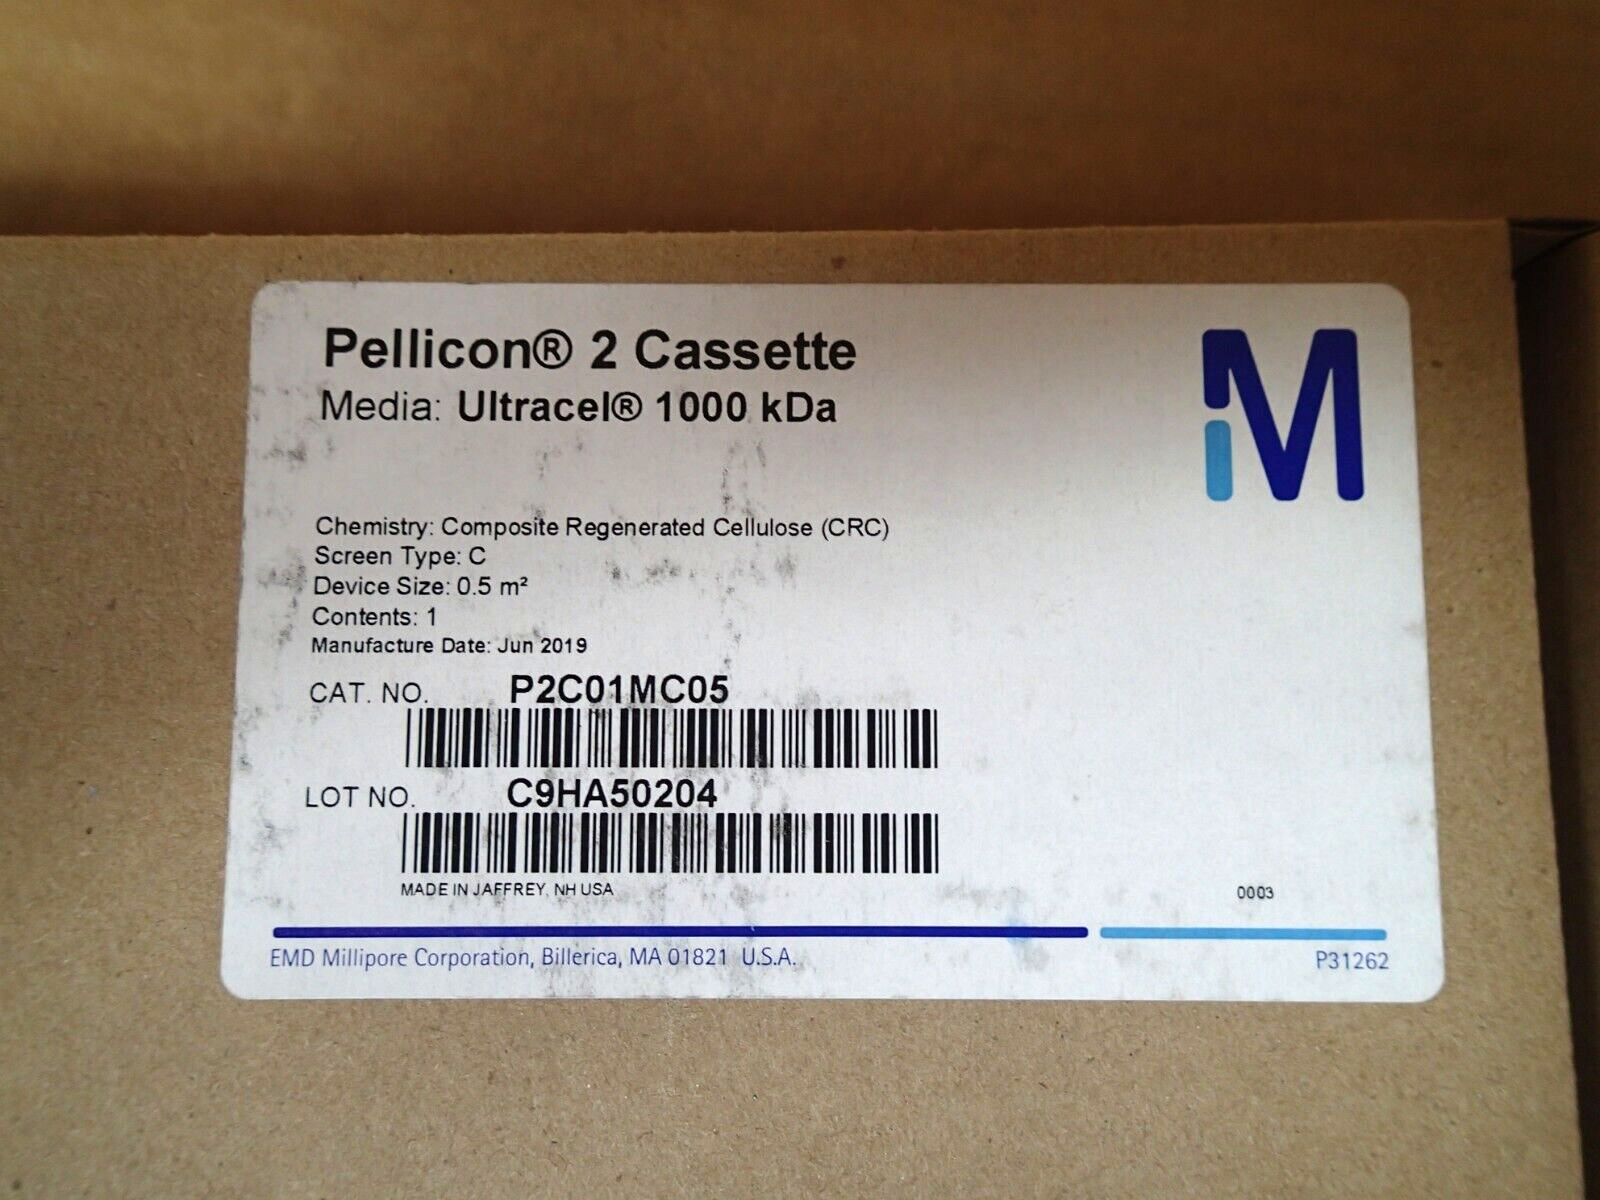 Pellicon® 2 Cassette
Media: Ultracel® 1000 kDa
M
Chemistry: Composite Regenerated Cellulose (CRC)
Screen Type: C
Device Size: 0.5 m²
Contents: 1
Manufacture Date: Jun 2019
CAT. NO. P2C01MC05
LOT NO. C9HA50204
MADE IN JAFFREY, NH USA
0003
EMD Millipore Corporation, Billerica, MA 01821 U.S.A.
P31262